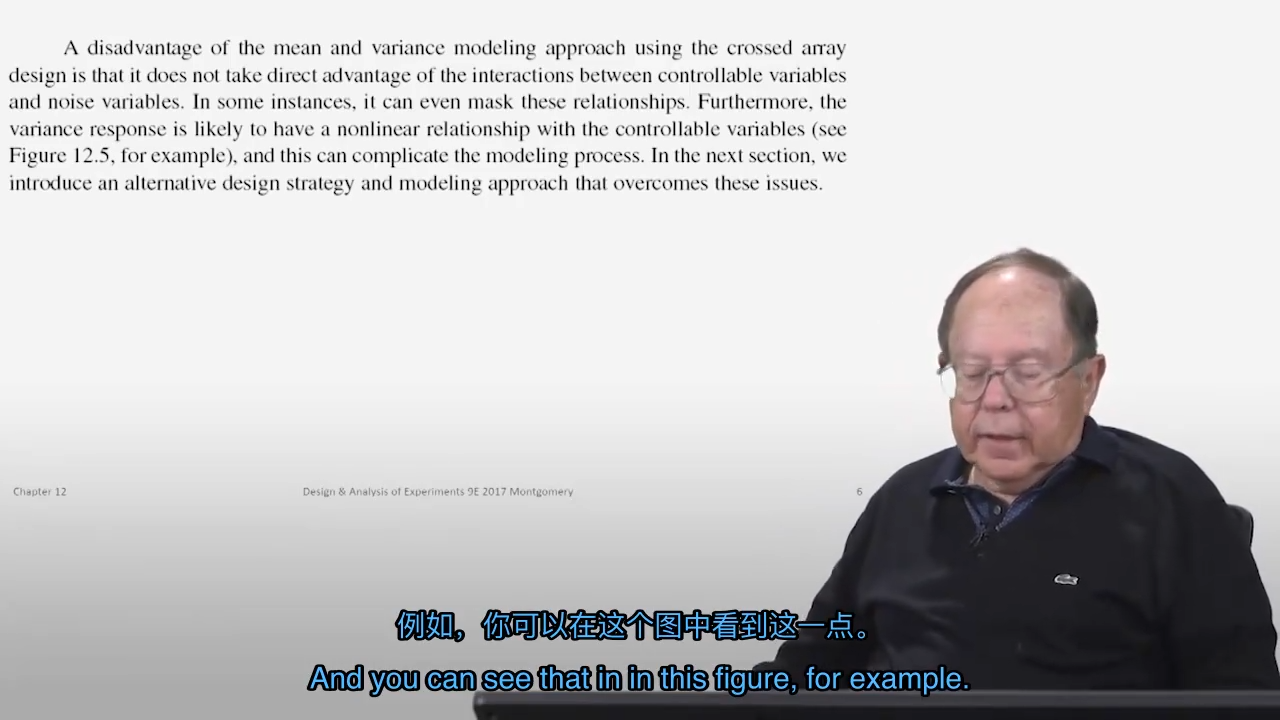 A disadvantage of the mean and variance modeling approach using the crossed array
design is that it does not take direct advantage of the interactions between controllable variables
and noise variables. In some instances, it can even mask these relationships. Furthermore, the
variance response is likely to have a nonlinear relationship with the controllable variables (see
Figure 12.5, for example), and this can complicate the modeling process. In the next section, we
introduce an alternative design strategy and modeling approach that overcomes these issues.
Chapter 12
Design & Analysis of Experiments 9E 2017 Montgomery
6
例如，你可以在这个图中看到这一点。
And you can see that in in this figure, for example.